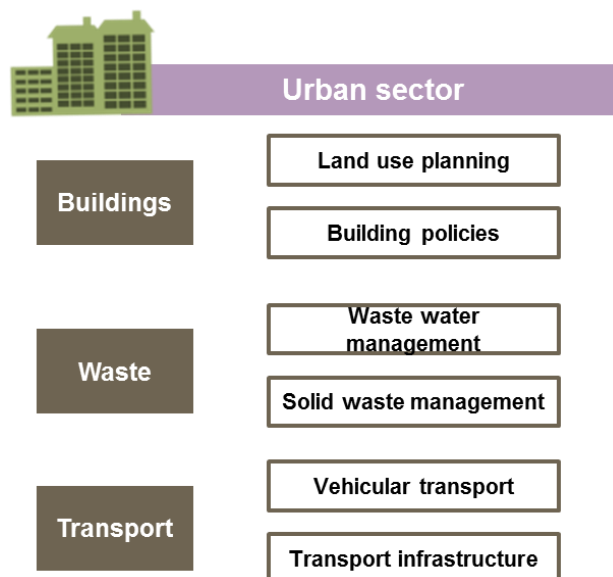 Urban sector
Buildings
Land use planning
Building policies
Waste
Waste water
management
Solid waste management
Transport
Vehicular transport
Transport infrastructure